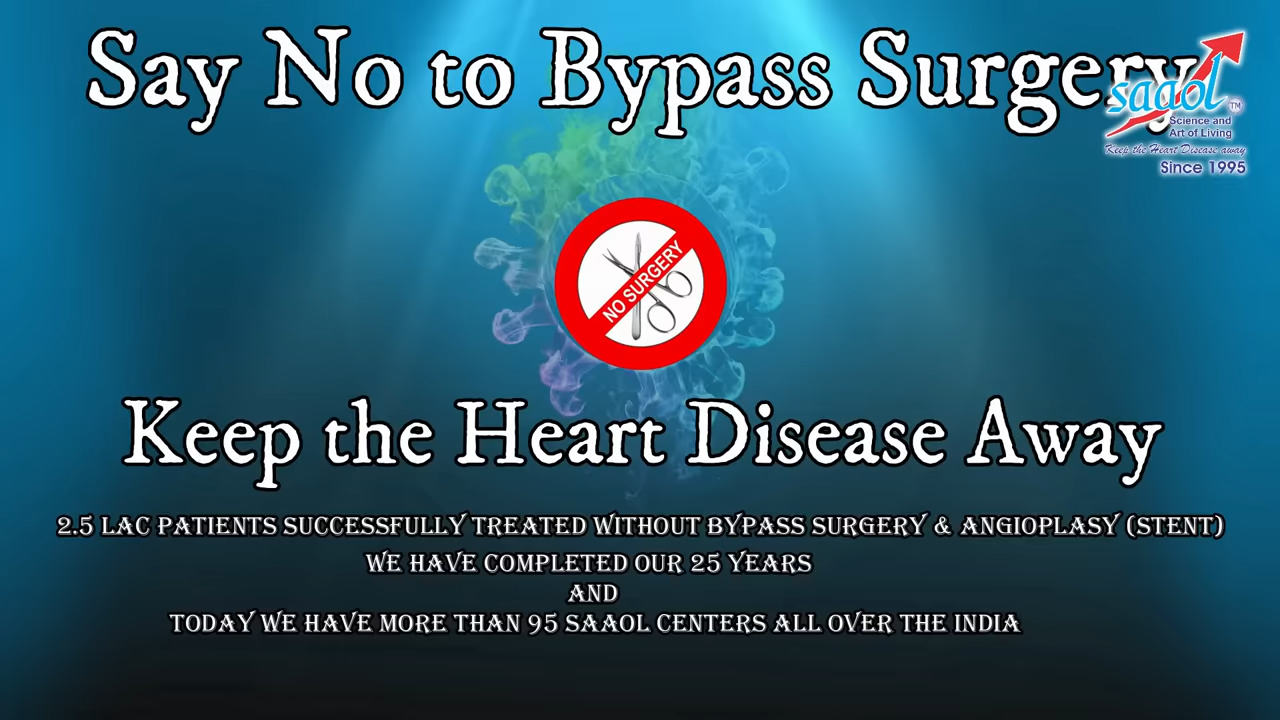 Say No to Bypass Surgery
saaol TM
Science and
Art of Living
Keep the Heart Disease away
Since 1995
NO SURGERY
Keep the Heart Disease Away
2.5 LAC PATIENTS SUCCESSFULLY TREATED WITHOUT BYPASS SURGERY & ANGIOPLASY (STENT)
WE HAVE COMPLETED OUR 25 YEARS
AND
TODAY WE HAVE MORE THAN 95 SAAOL CENTERS ALL OVER THE INDIA